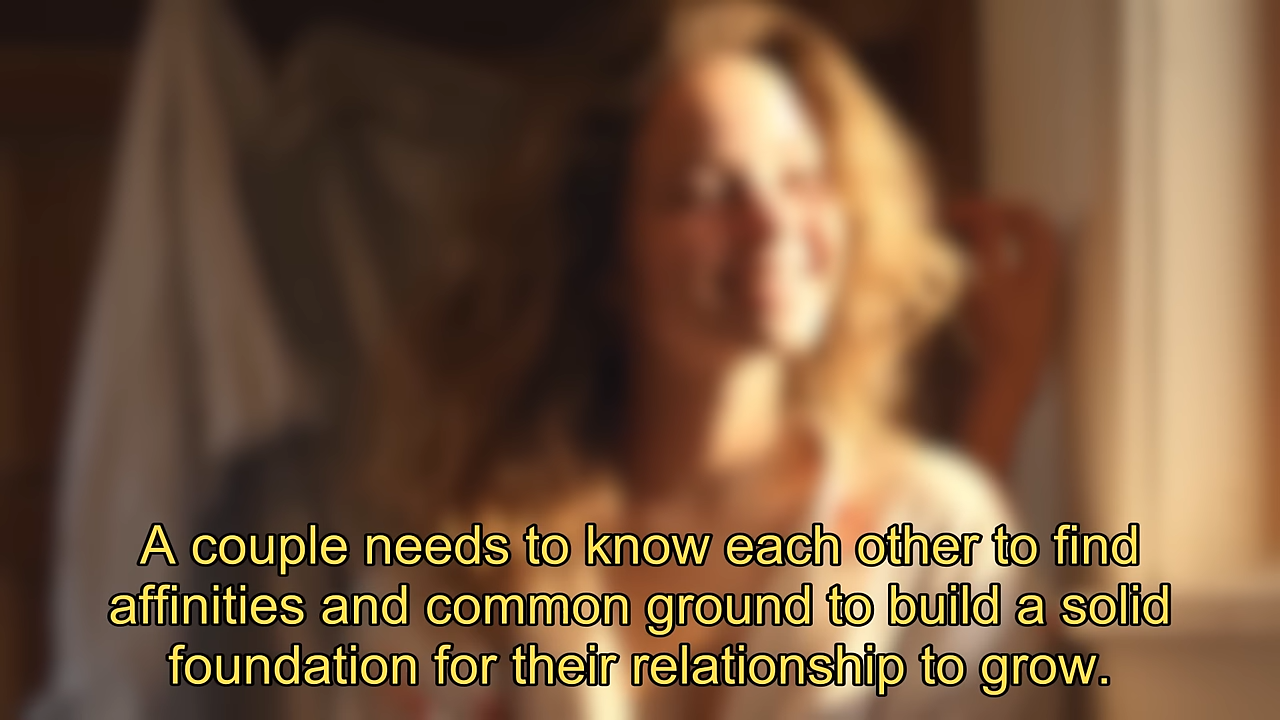 A couple needs to know each other to find
affinities and common ground to build a solid
foundation for their relationship to grow.